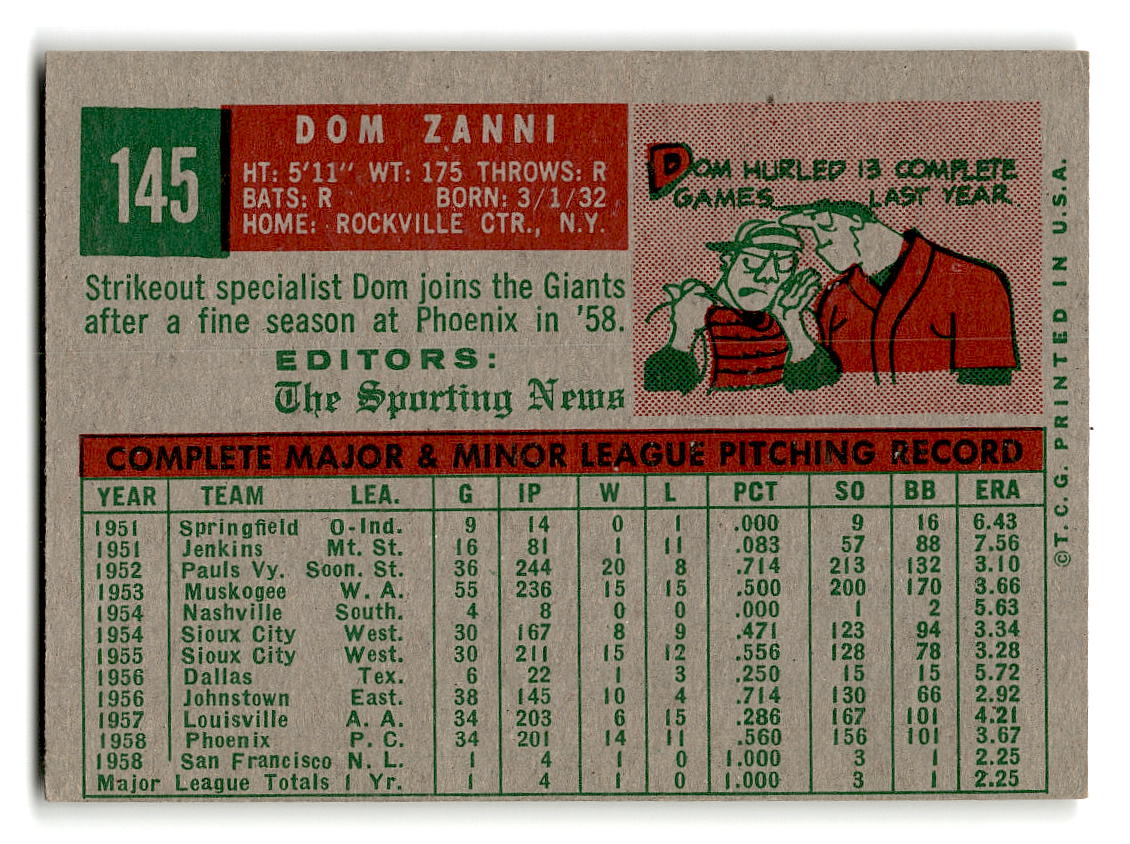 145
DOM ZANNI
HT: 5'11" WT: 175 THROWS: R
BATS: R BORN: 3/1/32
HOME: ROCKVILLE CTR., N.Y.
DOM HURLED 13 COMPLETE
GAMES LAST YEAR.
Strikeout specialist Dom joins the Giants
after a fine season at Phoenix in '58.
EDITORS:
The Sporting News
COMPLETE MAJOR & MINOR LEAGUE PITCHING RECORD
YEAR TEAM LEA. G IP W L PCT SO BB ERA
1951 Springfield O-Ind. 9 14 0 1 .000 9 16 6.43
1951 Jenkins Mt. St. 16 81 1 11 .083 57 88 7.56
1952 Pauls Vy. Soon. St. 36 244 20 8 .714 213 132 3.10
1953 Muskogee W. A. 55 236 15 15 .500 200 170 3.66
1954 Nashville South. 4 8 0 0 .000 1 2 5.63
1954 Sioux City West. 30 167 8 9 .471 123 94 3.34
1955 Sioux City West. 30 211 15 12 .556 128 78 3.28
1956 Dallas Tex. 6 22 1 3 .250 15 15 5.72
1956 Johnstown East. 38 145 10 4 .714 130 66 2.92
1957 Louisville A. A. 34 203 6 15 .286 167 101 4.21
1958 Phoenix P. C. 34 201 14 11 .560 156 101 3.67
1958 San Francisco N. L. 1 4 1 0 1.000 3 1 2.25
Major League Totals 1 Yr. 1 4 1 0 1.000 3 1 2.25
©T. C. G. PRINTED IN U.S.A.